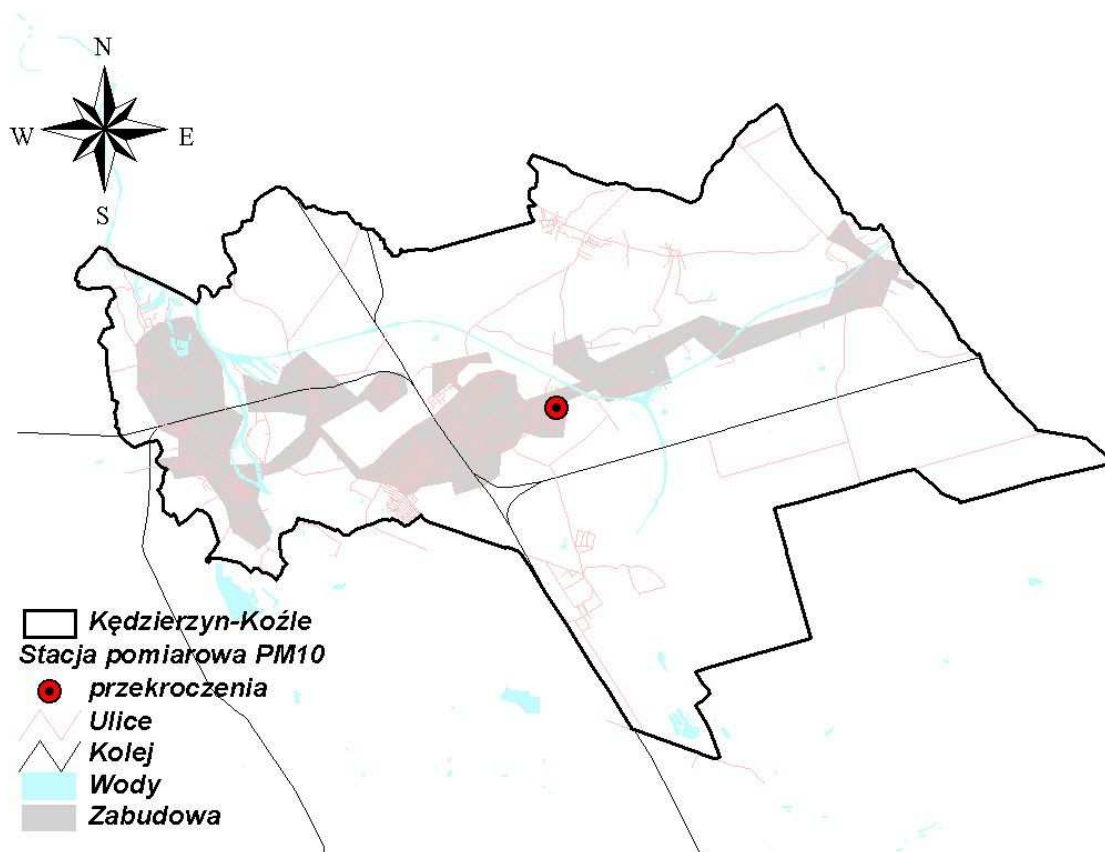 N
W E
S
Kędzierzyn-Koźle
Stacja pomiarowa PM10
przekroczenia
Ulice
Kolej
Wody
Zabudowa